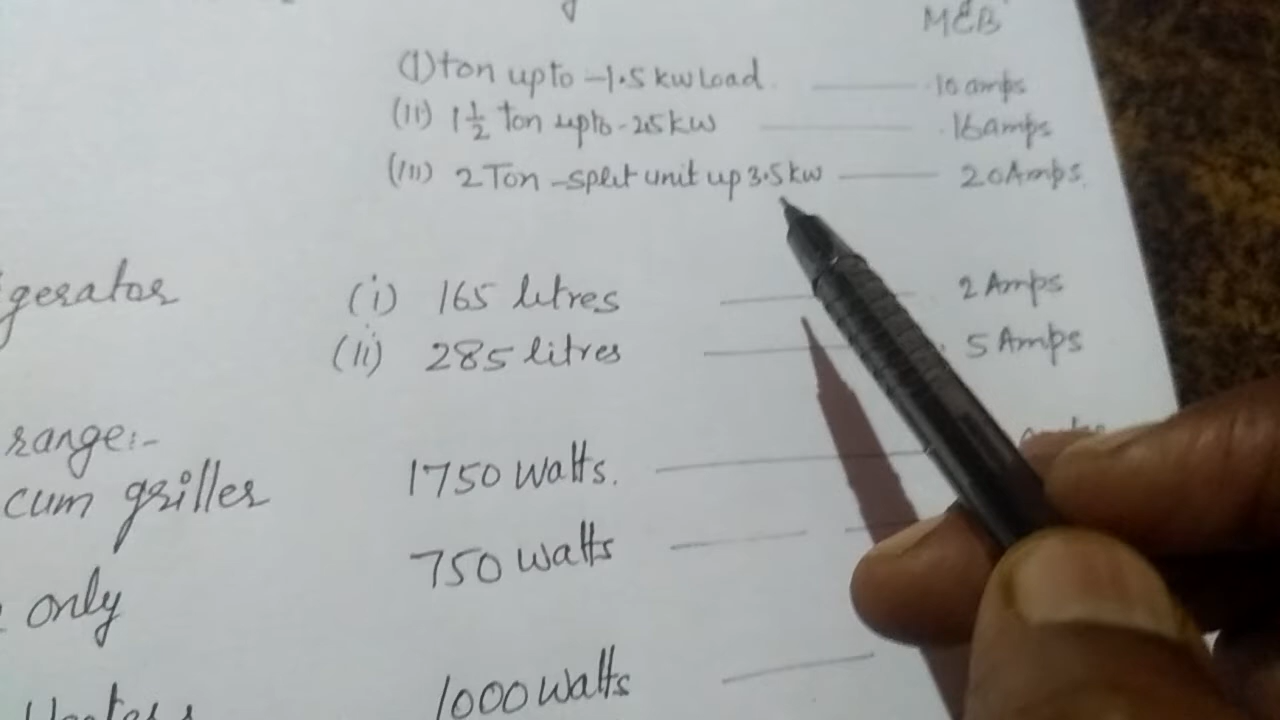 MCB
(I) ton upto -1.5 kw Load 10 amps
(II) 1 1/2 ton upto - 2.5 kw 16 amps
(III) 2 Ton - split unit up 3.5 kw 20 Amps.
gerator (i) 165 litres 2 Amps
(ii) 285 litres 5 Amps
range:-
cum griller 1750 watts.
750 watts
only
1000 watts